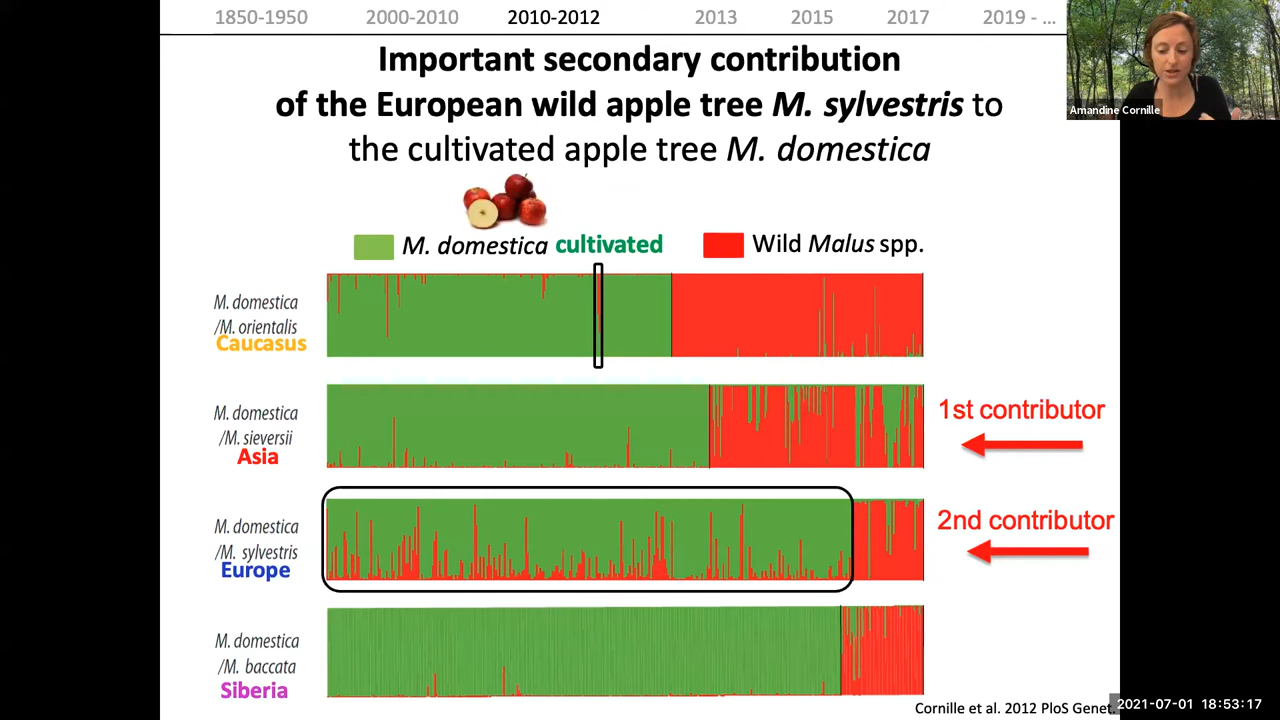 1850-1950 2000-2010 2010-2012 2013 2015 2017 2019 - ...
Important secondary contribution
of the European wild apple tree M. sylvestris to
the cultivated apple tree M. domestica
Amandine Cornille
M. domestica cultivated
Wild Malus spp.
M. domestica
/M. orientalis
Caucasus
M. domestica
/M. sieversii
Asia
1st contributor
M. domestica
/M. sylvestris
Europe
2nd contributor
M. domestica
/M. baccata
Siberia
Cornille et al. 2012 PloS Genet.
2021-07-01 18:53:17